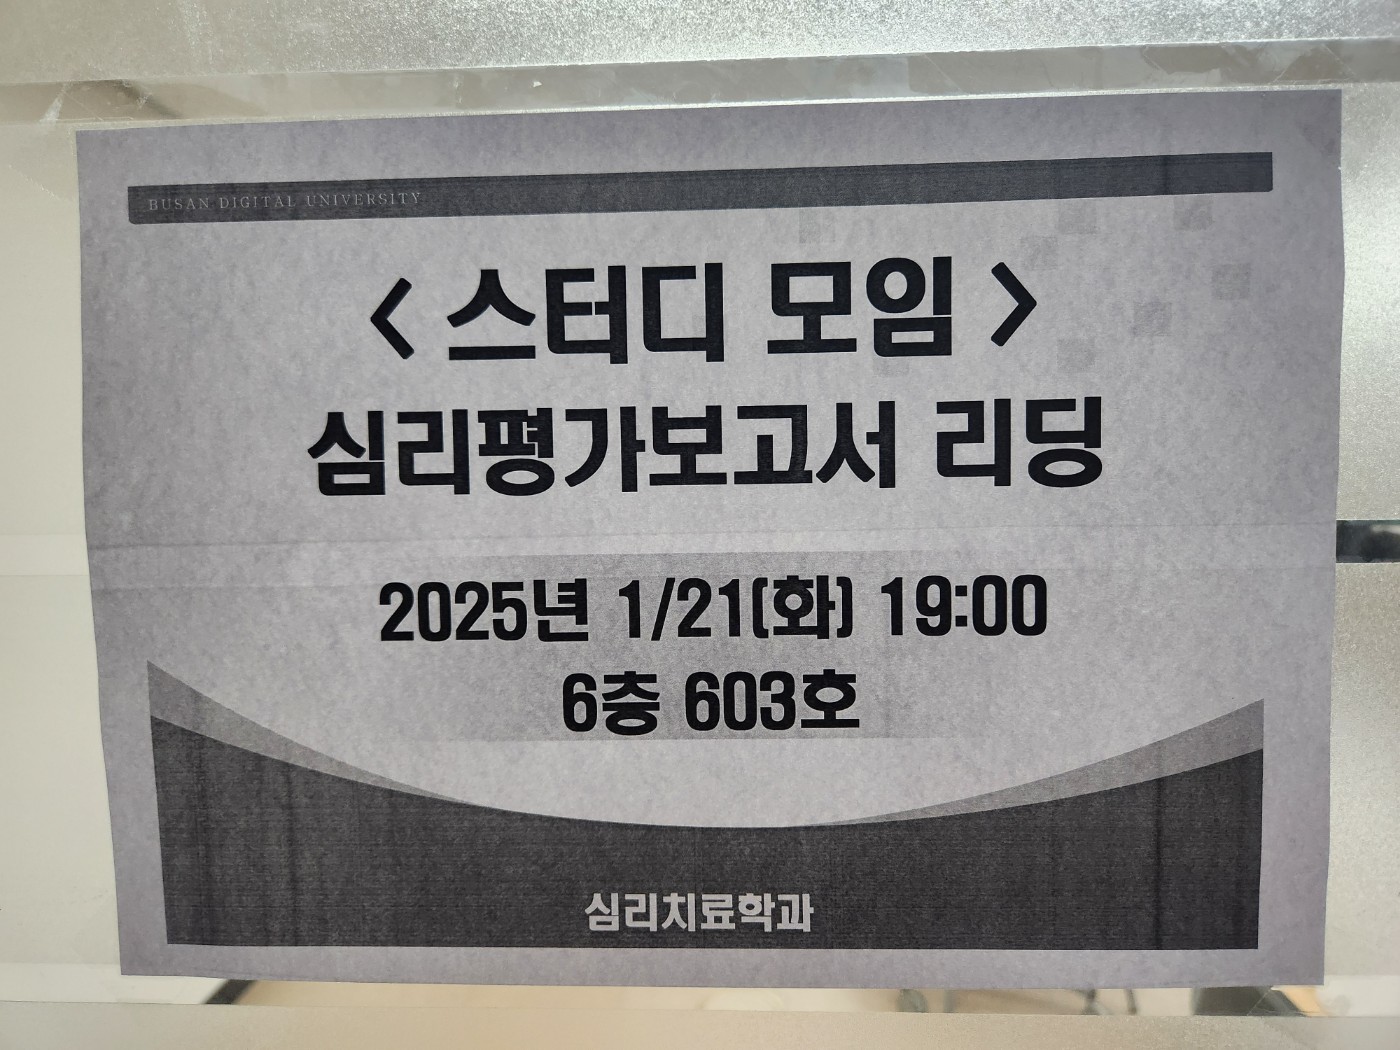 BUSAN DIGITAL UNIVERSITY
< 스터디 모임 >
심리평가보고서 리딩
2025년 1/21(화) 19:00
6층 603호
심리치료학과